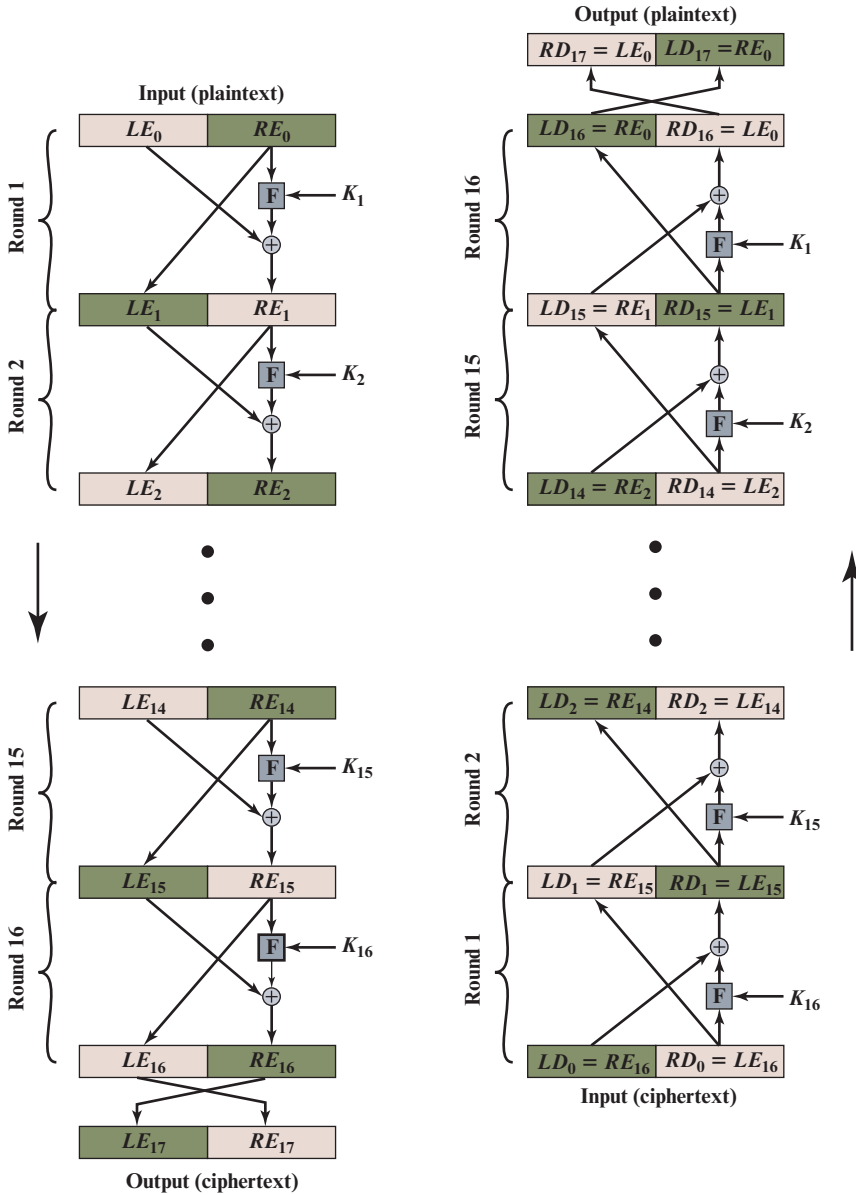 Input (plaintext)
LE₀ RE₀
Round 1
F K₁
+
LE₁ RE₁
Round 2
F K₂
+
LE₂ RE₂
LE₁₄ RE₁₄
Round 15
F K₁₅
+
LE₁₅ RE₁₅
Round 16
F K₁₆
+
LE₁₆ RE₁₆
LE₁₇ RE₁₇
Output (ciphertext)
Output (plaintext)
RD₁₇ = LE₀ LD₁₇ = RE₀
LD₁₆ = RE₀ RD₁₆ = LE₀
Round 16
+
F K₁
LD₁₅ = RE₁ RD₁₅ = LE₁
Round 15
+
F K₂
LD₁₄ = RE₂ RD₁₄ = LE₂
LD₂ = RE₁₄ RD₂ = LE₁₄
Round 2
+
F K₁₅
LD₁ = RE₁₅ RD₁ = LE₁₅
Round 1
+
F K₁₆
LD₀ = RE₁₆ RD₀ = LE₁₆
Input (ciphertext)